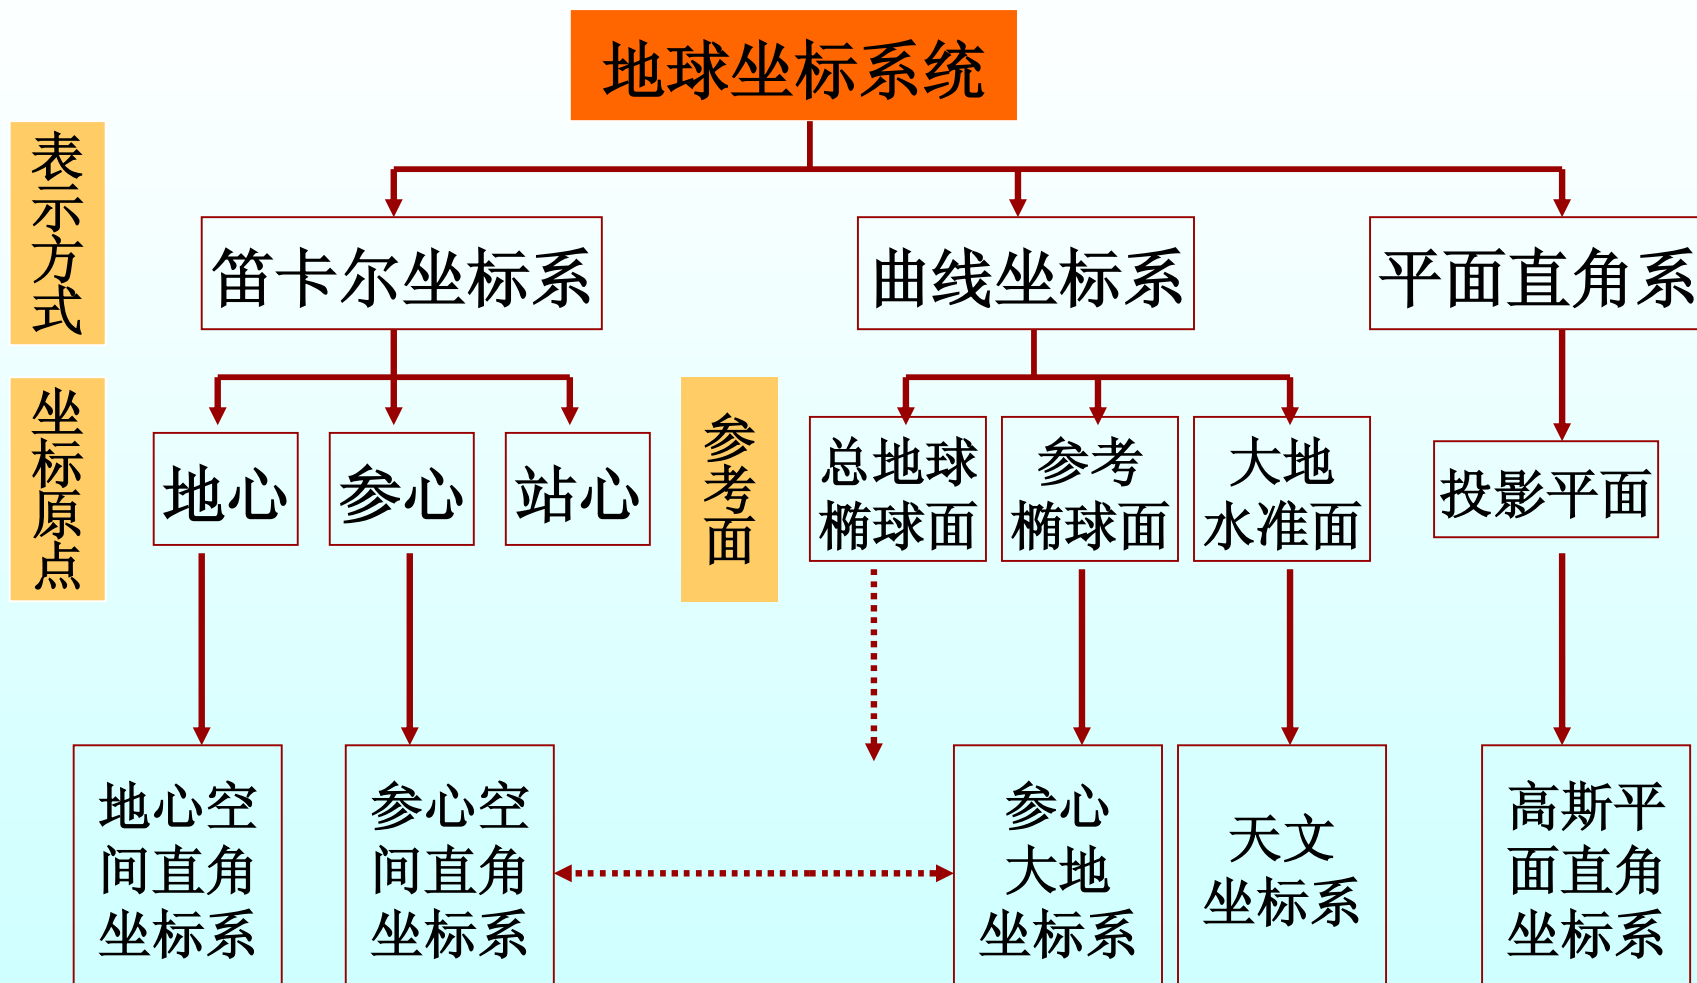 地球坐标系统
表示方式
笛卡尔坐标系
曲线坐标系
平面直角系
坐标原点
地心
参心
站心
参考面
总地球
椭球面
参考
椭球面
大地
水准面
投影平面
地心空
间直角
坐标系
参心空
间直角
坐标系
参心
大地
坐标系
天文
坐标系
高斯平
面直角
坐标系